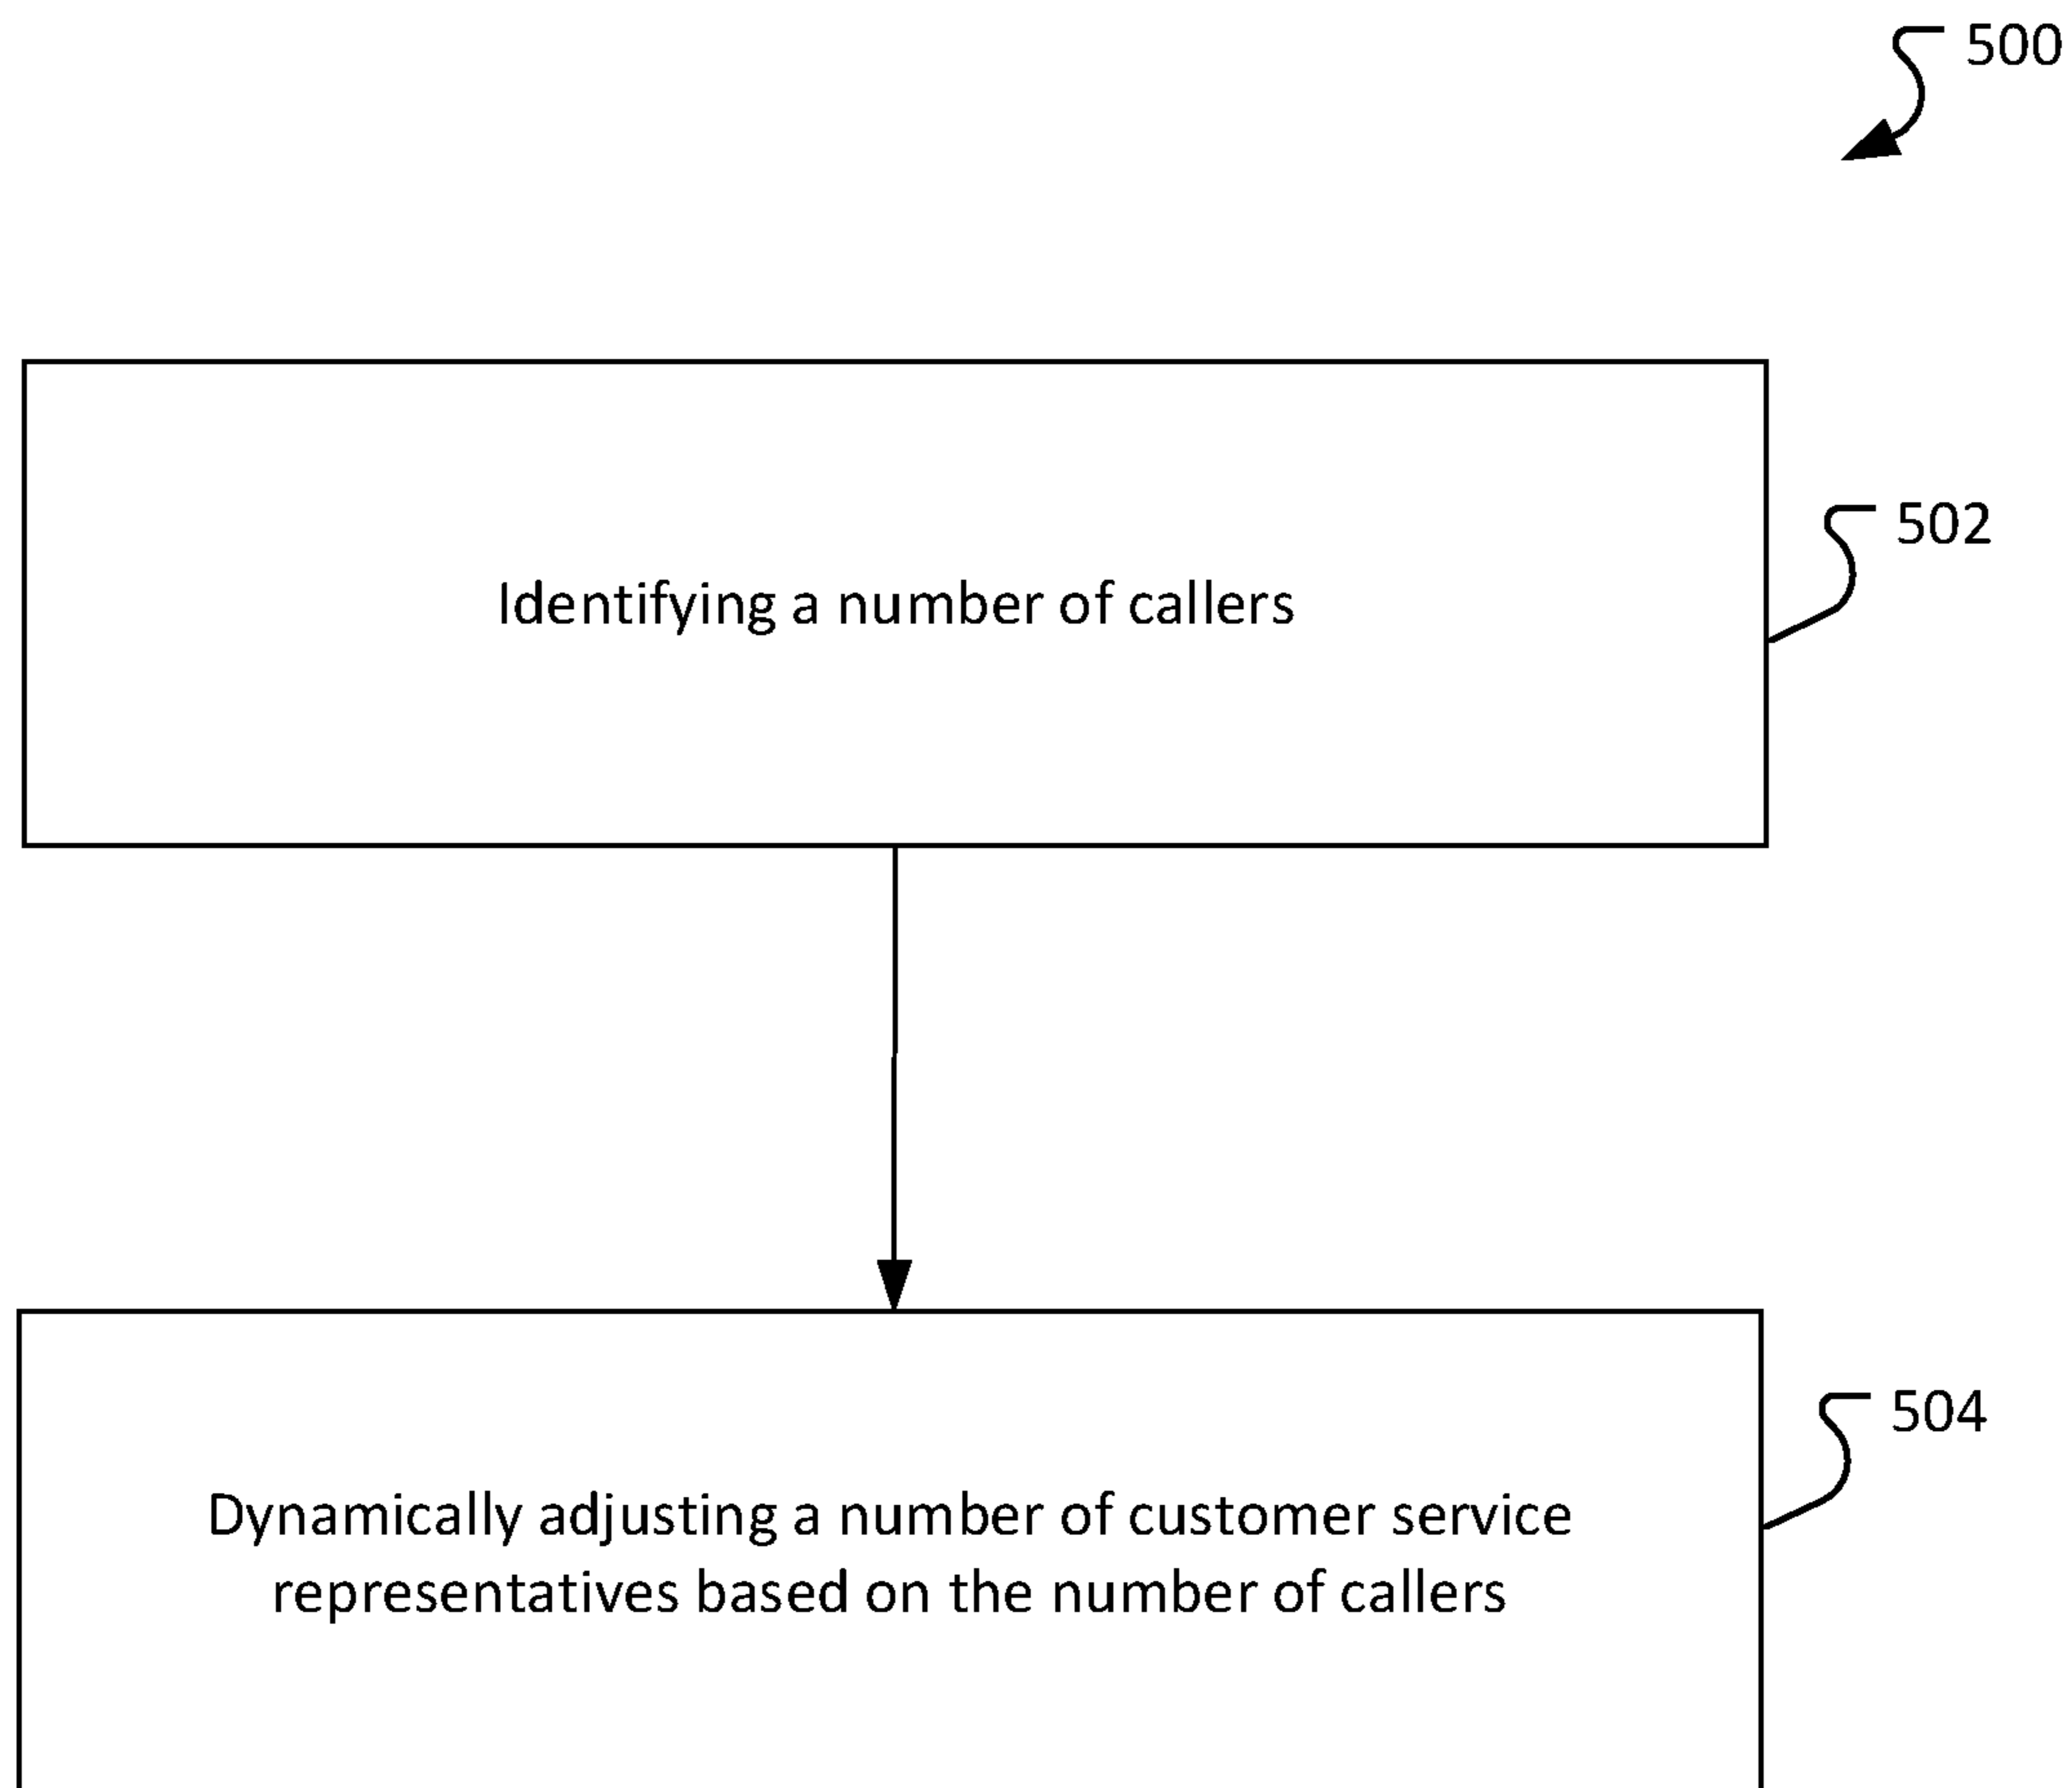 500
502
Identifying a number of callers
504
Dynamically adjusting a number of customer service
representatives based on the number of callers